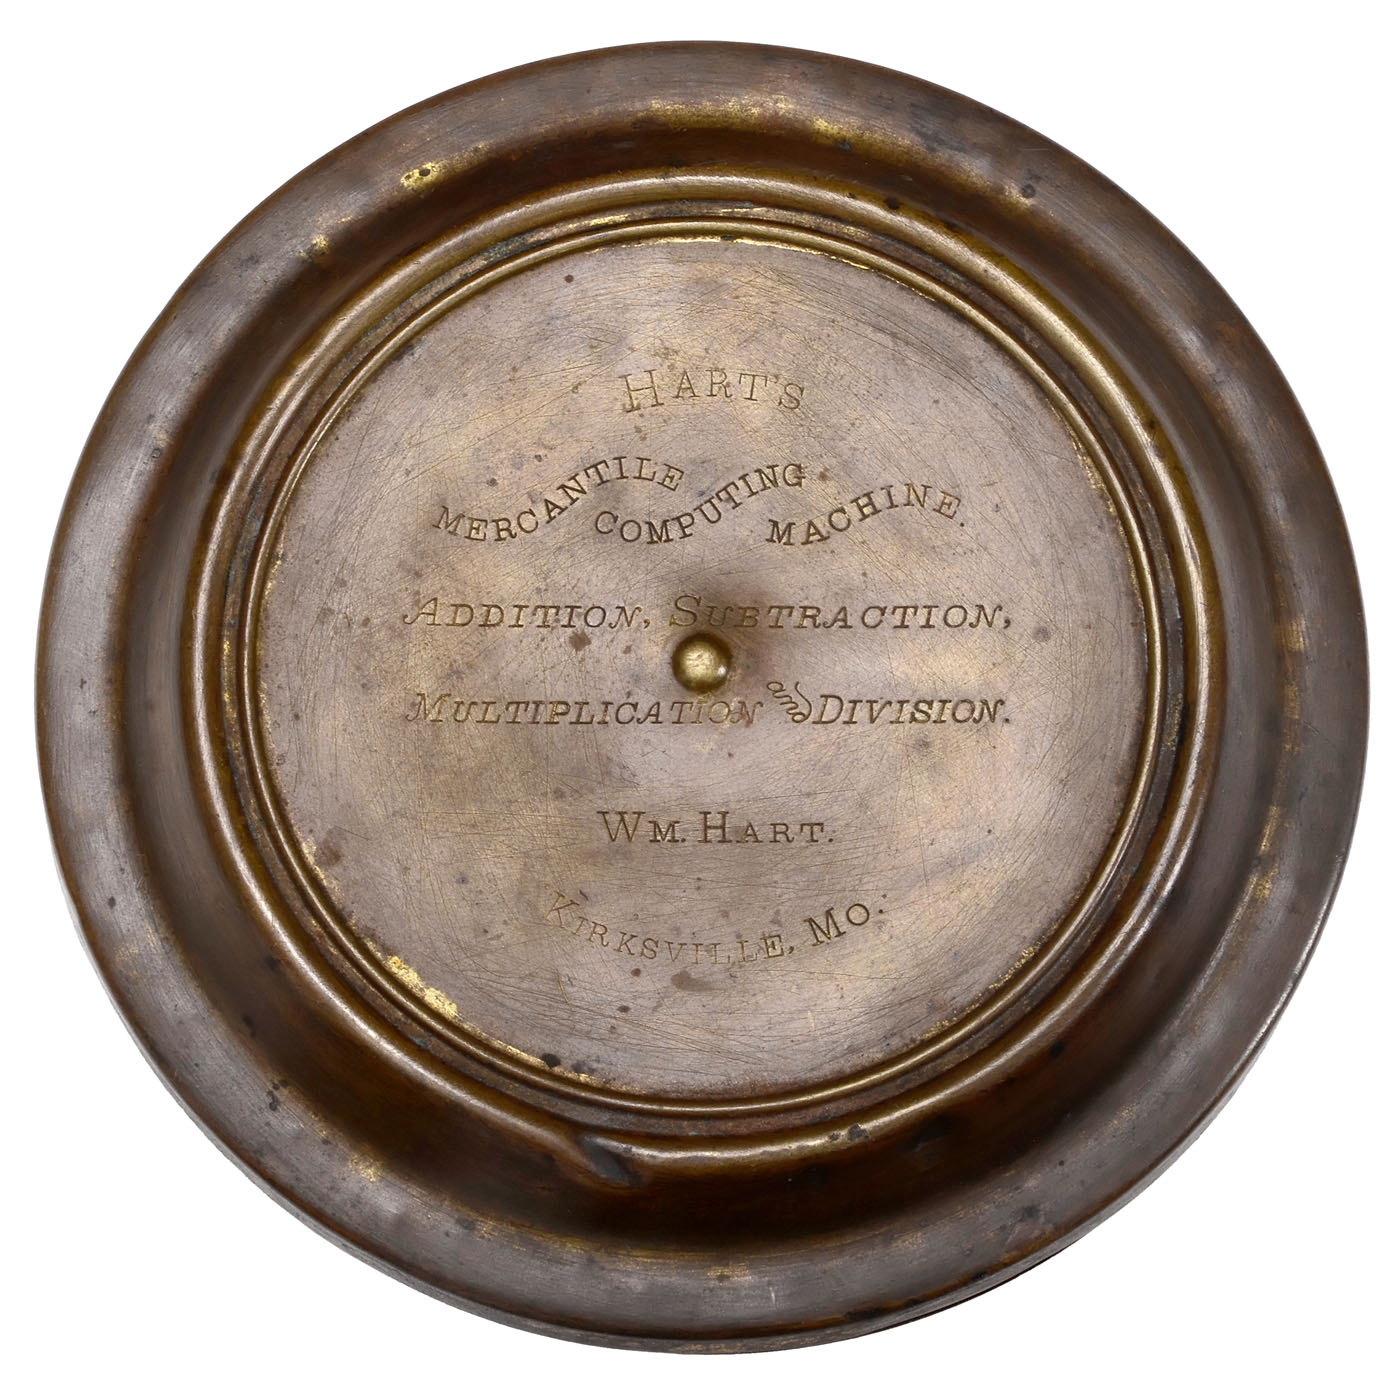 HART'S
MERCANTILE COMPUTING MACHINE.
ADDITION, SUBTRACTION,
MULTIPLICATION and DIVISION.
WM. HART.
KIRKSVILLE, MO.